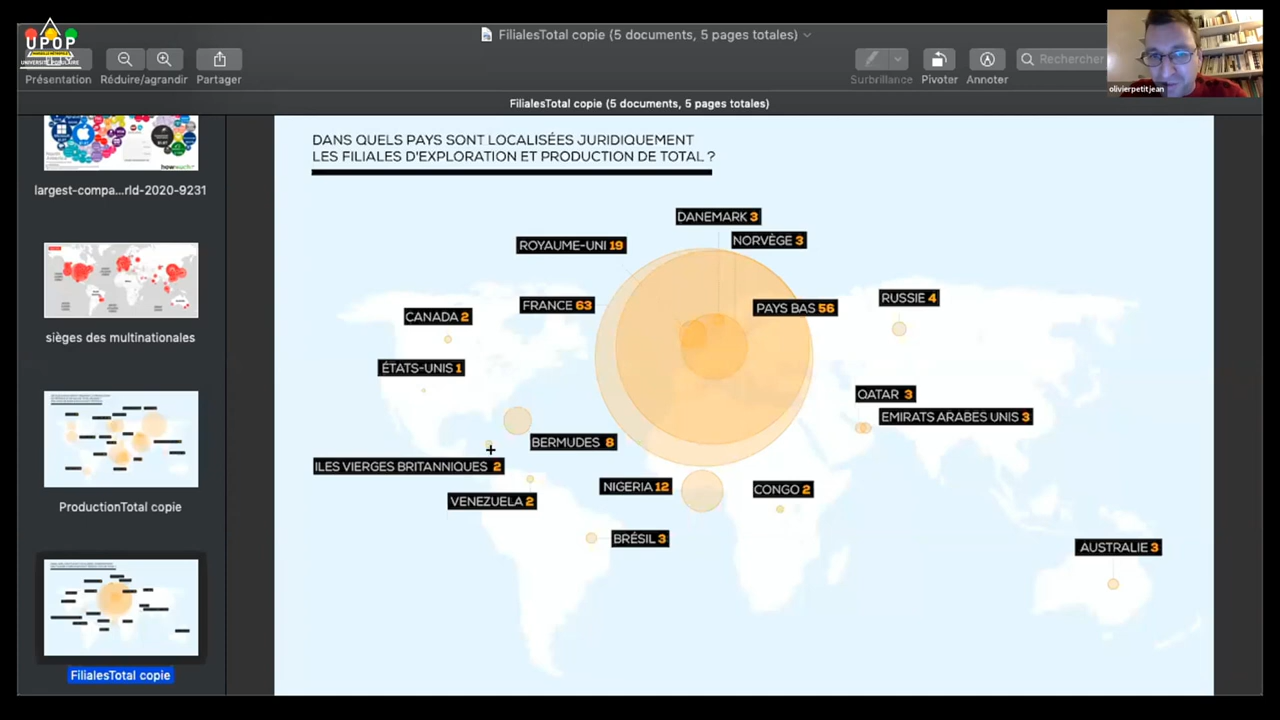 FilialesTotal copie (5 documents, 5 pages totales)
UPOP
UNIVERSITÉ POPULAIRE
Présentation
Réduire/agrandir
Partager
Surbrillance
Pivoter
Annoter
Rechercher
olivierpetitjean
FilialesTotal copie (5 documents, 5 pages totales)
largest-compa...rld-2020-9231
sièges des multinationales
ProductionTotal copie
FilialesTotal copie
DANS QUELS PAYS SONT LOCALISÉES JURIDIQUEMENT
LES FILIALES D'EXPLORATION ET PRODUCTION DE TOTAL ?
DANEMARK 3
NORVÈGE 3
ROYAUME-UNI 19
FRANCE 63
PAYS BAS 56
RUSSIE 4
CANADA 2
ÉTATS-UNIS 1
QATAR 3
EMIRATS ARABES UNIS 3
BERMUDES 8
ILES VIERGES BRITANNIQUES 2
VENEZUELA 2
NIGERIA 12
CONGO 2
BRÉSIL 3
AUSTRALIE 3